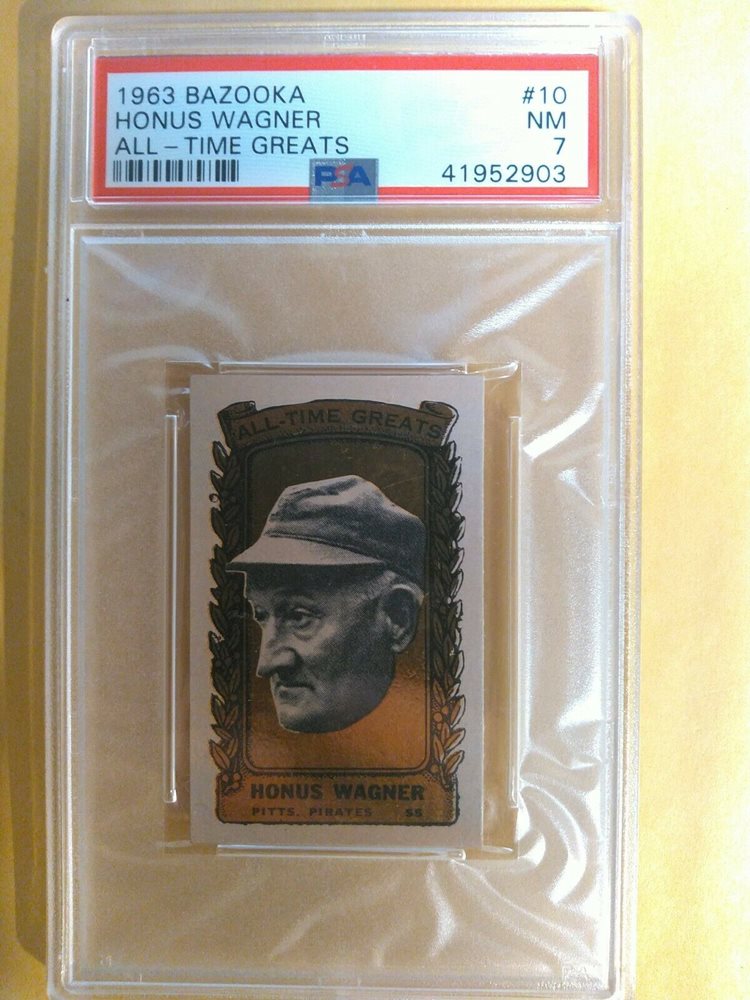 1963 BAZOOKA #10
HONUS WAGNER NM
ALL - TIME GREATS 7
PSA 41952903
ALL-TIME GREATS
HONUS WAGNER
PITTS. PIRATES SS